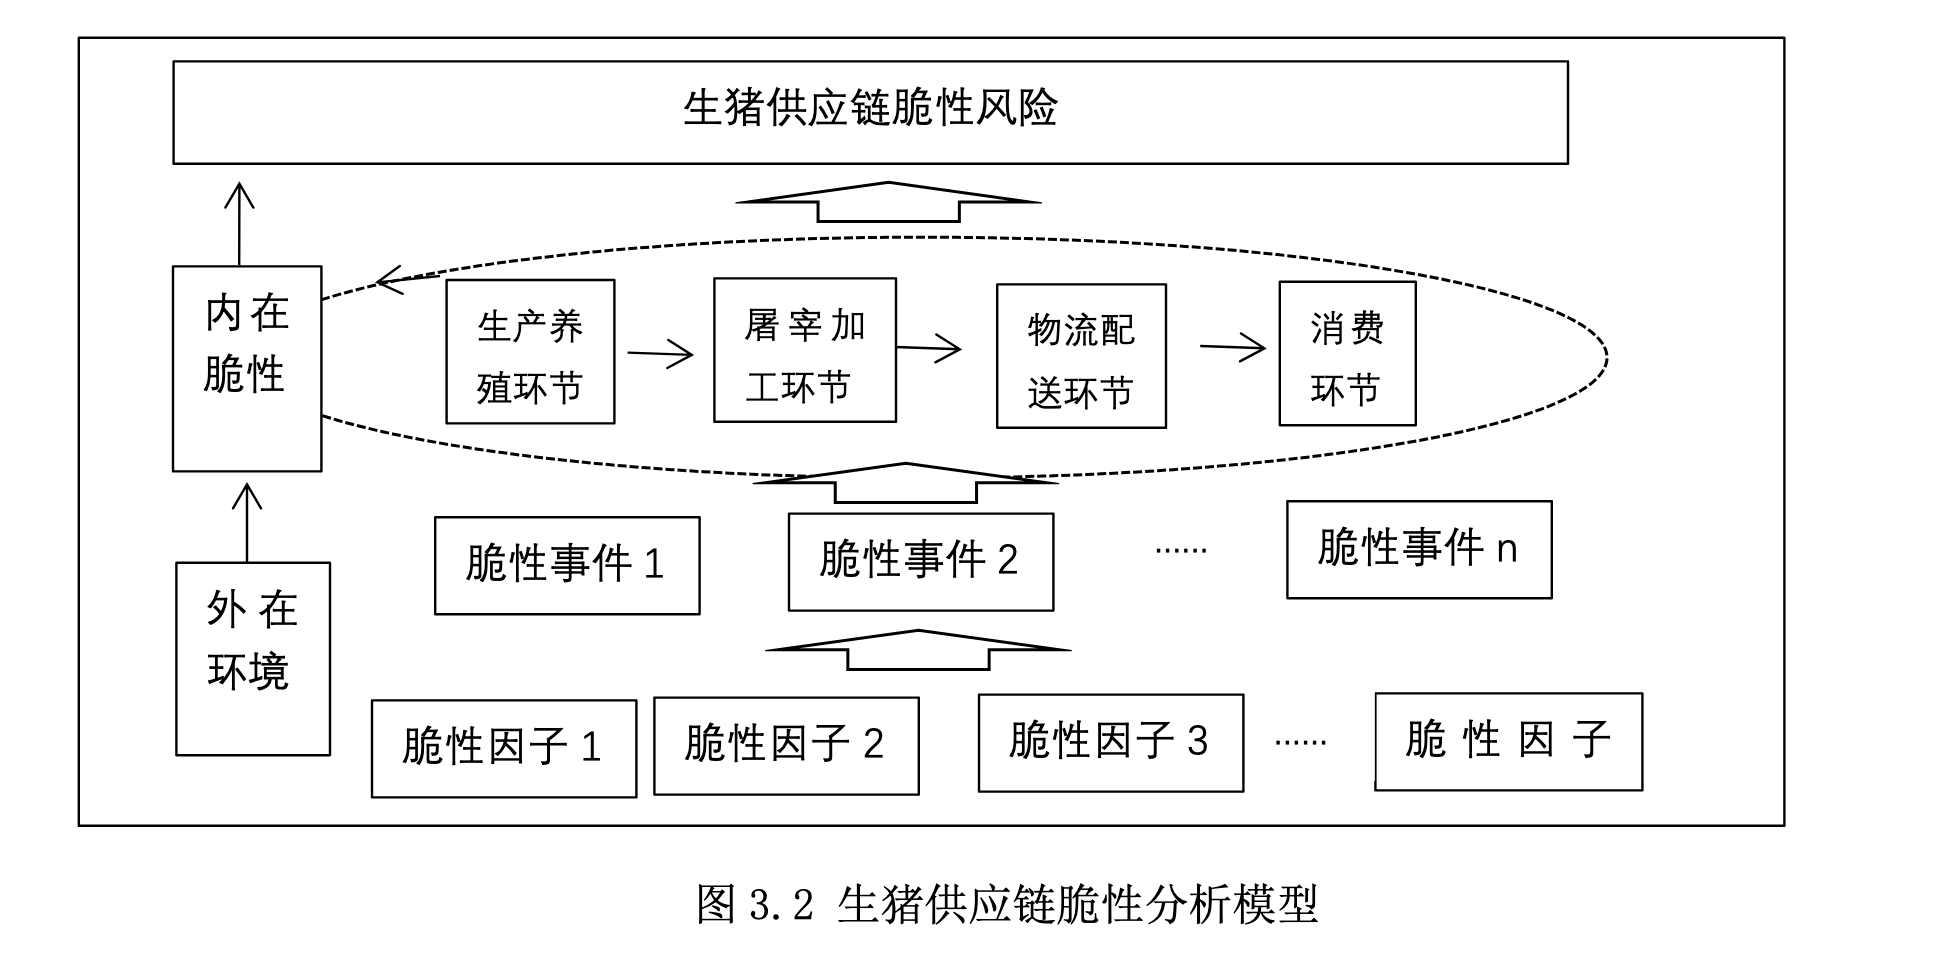 生猪供应链脆性风险
内在
脆性
生产养
殖环节
屠宰加
工环节
物流配
送环节
消费
环节
脆性事件 1
脆性事件 2
······
脆性事件 n
外在
环境
脆性因子 1
脆性因子 2
脆性因子 3
······
脆性因子
图 3.2 生猪供应链脆性分析模型